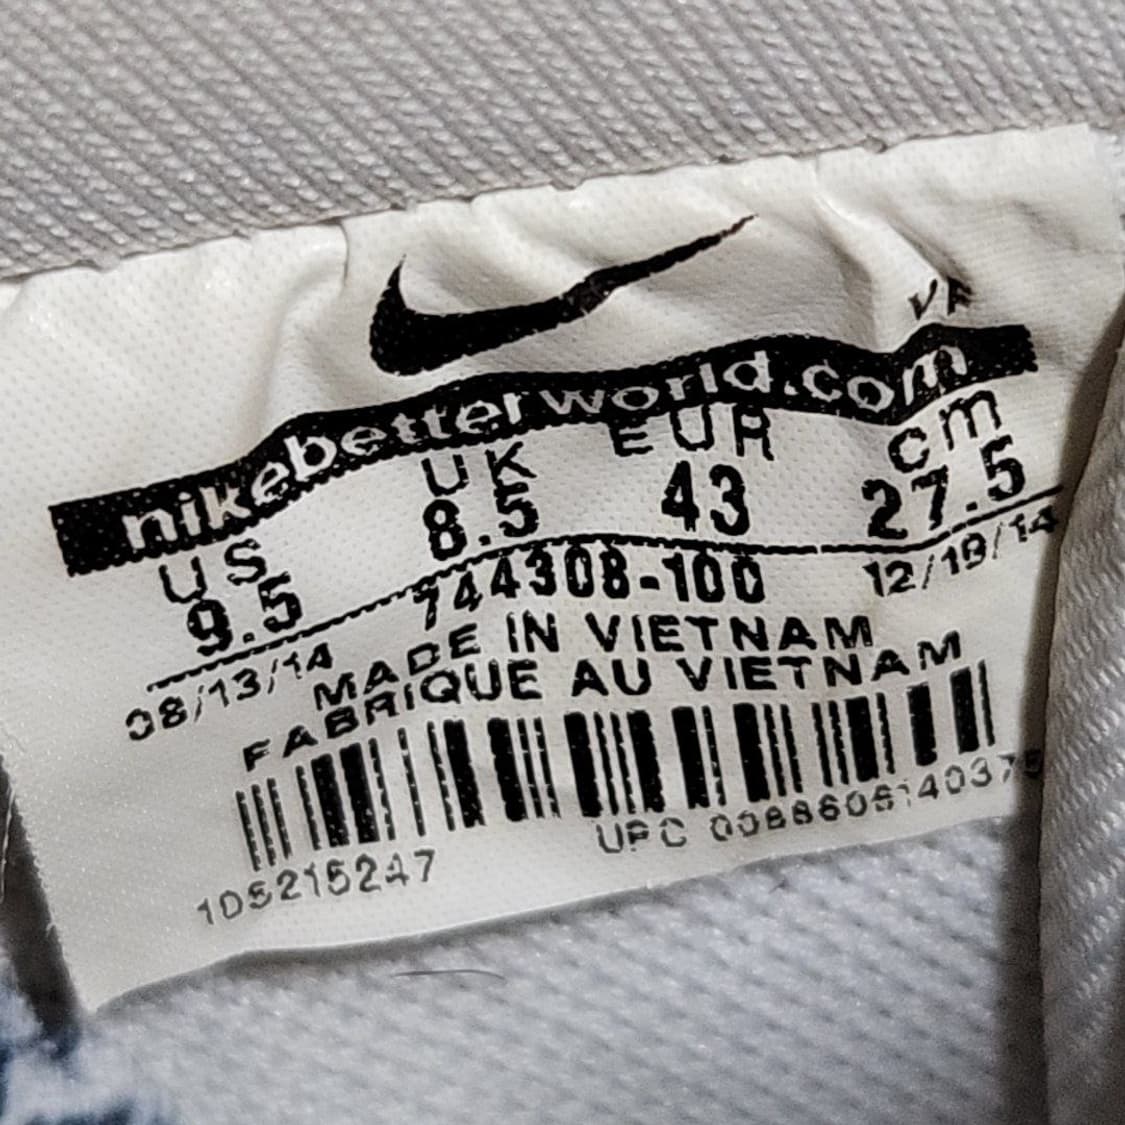 VF
nikebetterworld.com
US UK EUR cm
9.5 8.5 43 27.5
08/13/14 744308-100 12/19/14
MADE IN VIETNAM
FABRIQUE AU VIETNAM
105215247 UPC